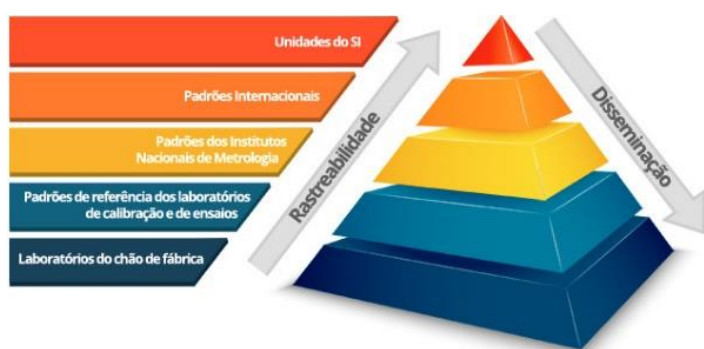 Unidades do SI
Padrões Internacionais
Padrões dos Institutos
Nacionais de Metrologia
Padrões de referência dos laboratórios
de calibração e de ensaios
Laboratórios do chão de fábrica
Rastreabilidade
Disseminação